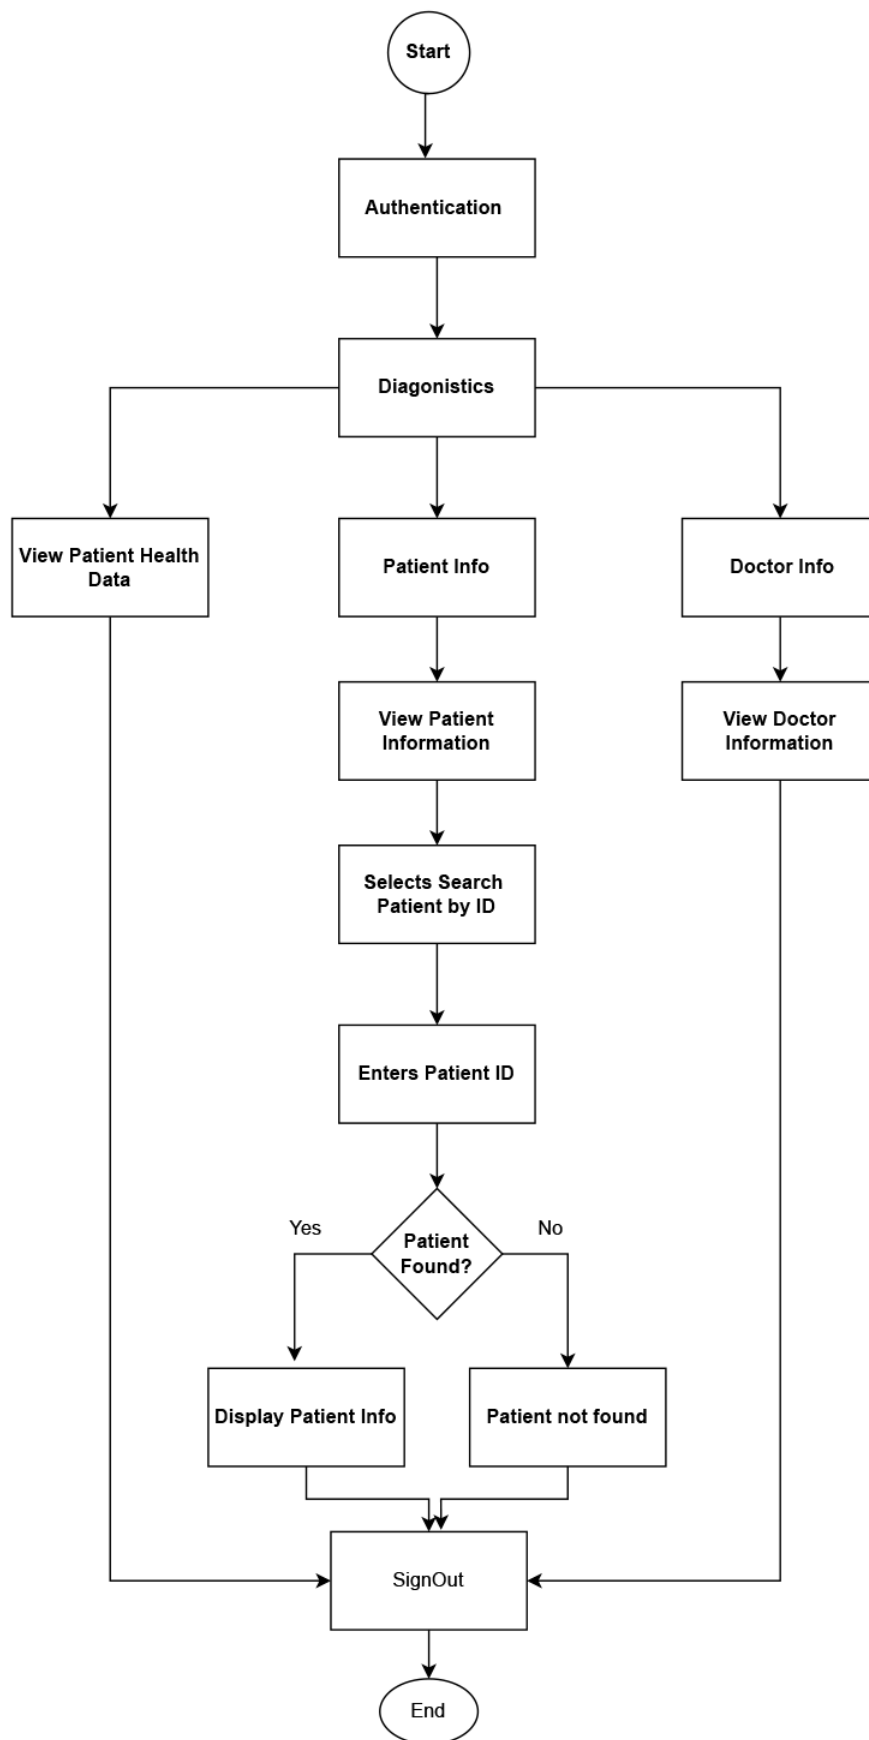 Start
Authentication
Diagonistics
View Patient Health
Data
Patient Info
Doctor Info
View Patient
Information
View Doctor
Information
Selects Search
Patient by ID
Enters Patient ID
Yes
No
Patient
Found?
Display Patient Info
Patient not found
SignOut
End